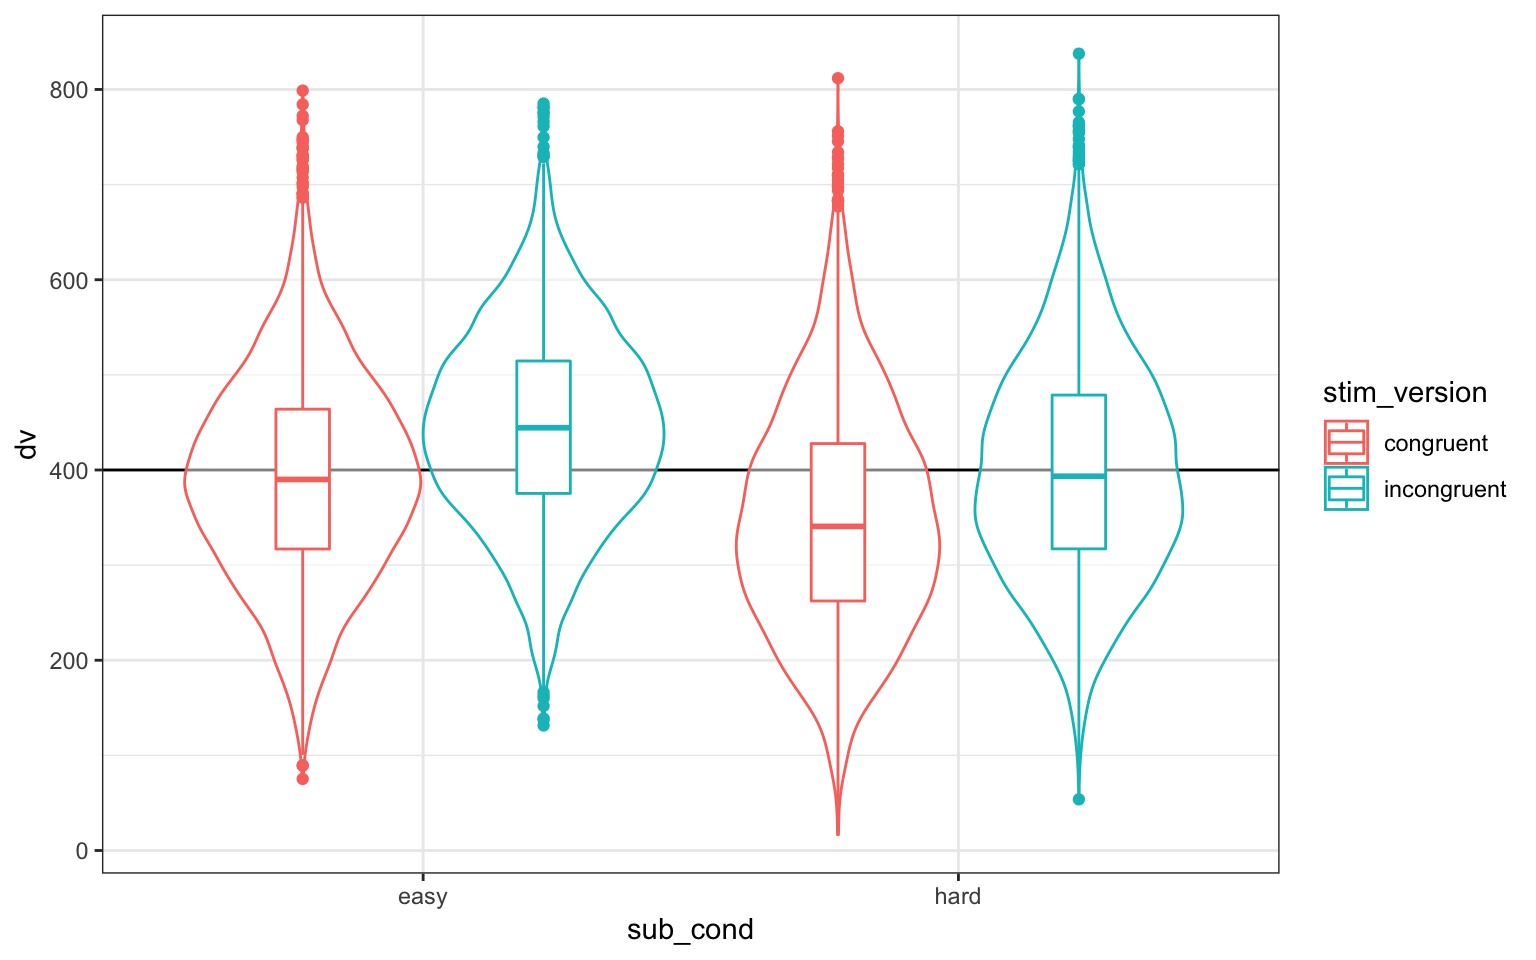 800
600
400
200
0
dv
easy
hard
sub_cond
stim_version
congruent
incongruent